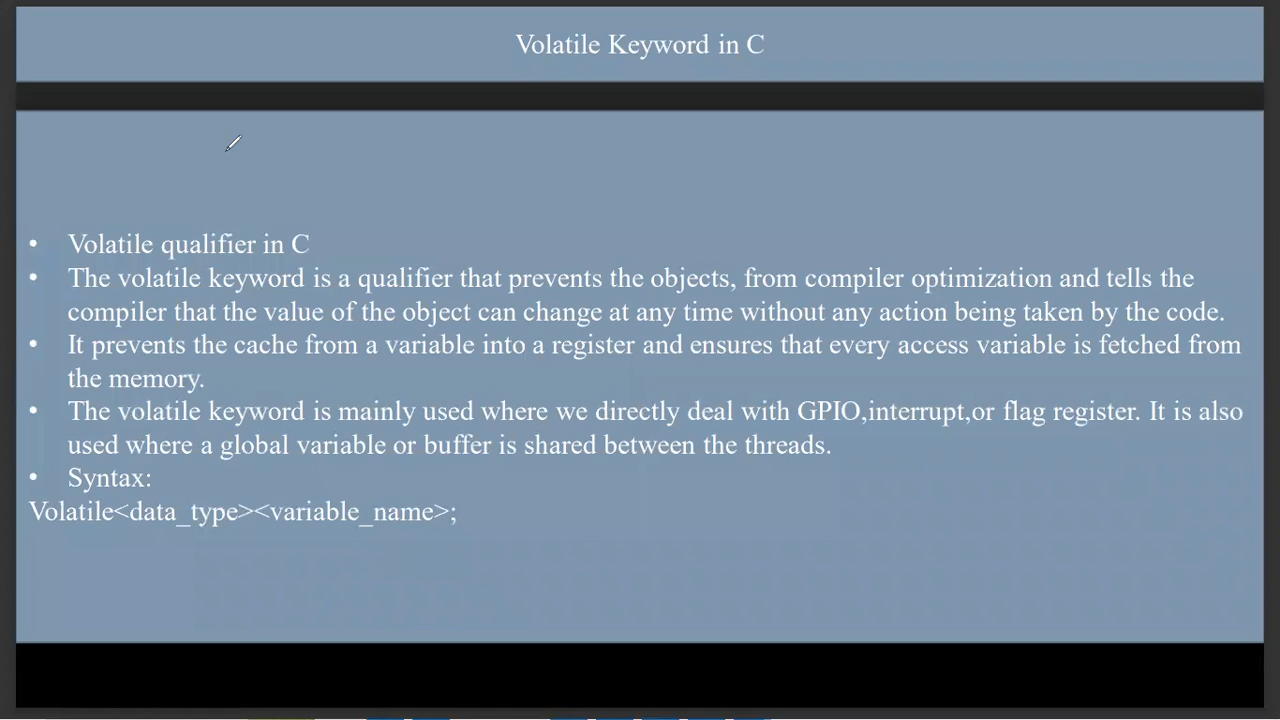 Volatile Keyword in C
• Volatile qualifier in C
• The volatile keyword is a qualifier that prevents the objects, from compiler optimization and tells the
compiler that the value of the object can change at any time without any action being taken by the code.
• It prevents the cache from a variable into a register and ensures that every access variable is fetched from
the memory.
• The volatile keyword is mainly used where we directly deal with GPIO,interrupt,or flag register. It is also
used where a global variable or buffer is shared between the threads.
• Syntax:
Volatile<data_type><variable_name>;